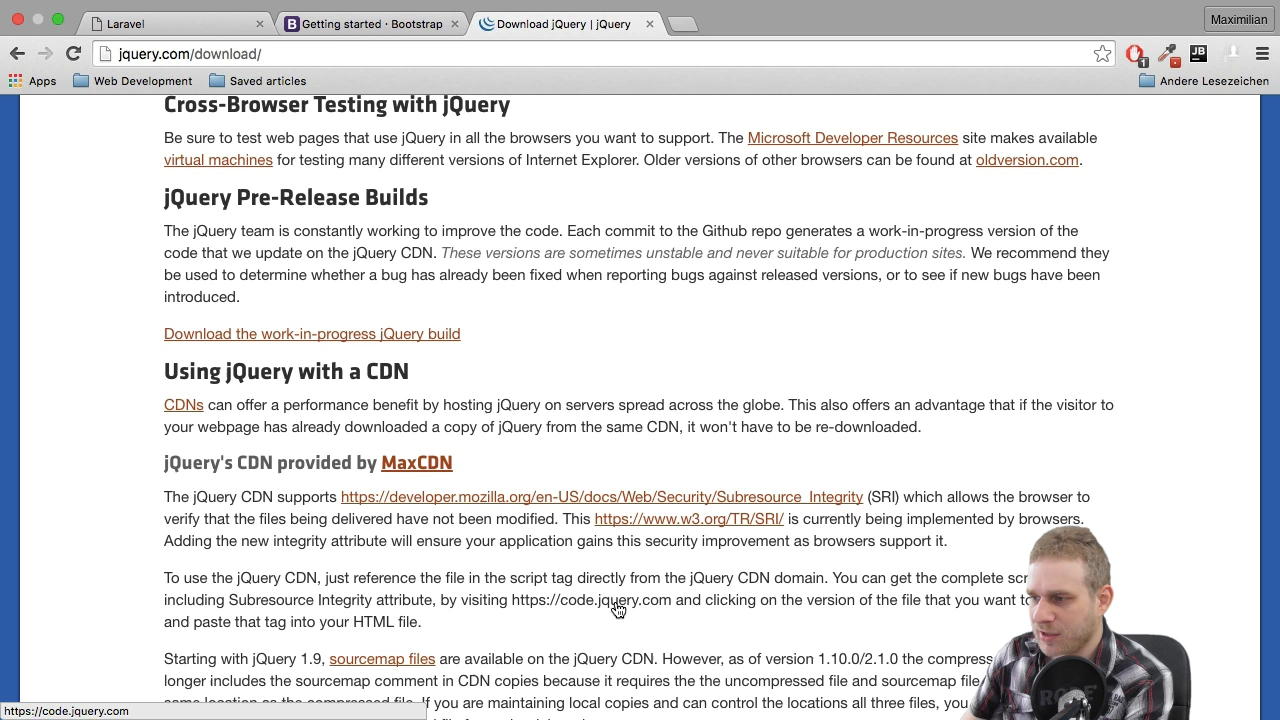 Laravel
Getting started · Bootstrap
Download jQuery | jQuery
Maximilian
jquery.com/download/
1
JB
Apps
Web Development
Saved articles
Andere Lesezeichen
Cross-Browser Testing with jQuery
Be sure to test web pages that use jQuery in all the browsers you want to support. The Microsoft Developer Resources site makes available
virtual machines for testing many different versions of Internet Explorer. Older versions of other browsers can be found at oldversion.com.
jQuery Pre-Release Builds
The jQuery team is constantly working to improve the code. Each commit to the Github repo generates a work-in-progress version of the
code that we update on the jQuery CDN. These versions are sometimes unstable and never suitable for production sites. We recommend they
be used to determine whether a bug has already been fixed when reporting bugs against released versions, or to see if new bugs have been
introduced.
Download the work-in-progress jQuery build
Using jQuery with a CDN
CDNs can offer a performance benefit by hosting jQuery on servers spread across the globe. This also offers an advantage that if the visitor to
your webpage has already downloaded a copy of jQuery from the same CDN, it won't have to be re-downloaded.
jQuery's CDN provided by MaxCDN
The jQuery CDN supports https://developer.mozilla.org/en-US/docs/Web/Security/Subresource_Integrity (SRI) which allows the browser to
verify that the files being delivered have not been modified. This https://www.w3.org/TR/SRI/ is currently being implemented by browsers.
Adding the new integrity attribute will ensure your application gains this security improvement as browsers support it.
To use the jQuery CDN, just reference the file in the script tag directly from the jQuery CDN domain. You can get the complete scr
including Subresource Integrity attribute, by visiting https://code.jquery.com and clicking on the version of the file that you want to
and paste that tag into your HTML file.
Starting with jQuery 1.9, sourcemap files are available on the jQuery CDN. However, as of version 1.10.0/2.1.0 the compress
longer includes the sourcemap comment in CDN copies because it requires the the uncompressed file and sourcemap file
If you are maintaining local copies and can control the locations all three files, you
https://code.jquery.com